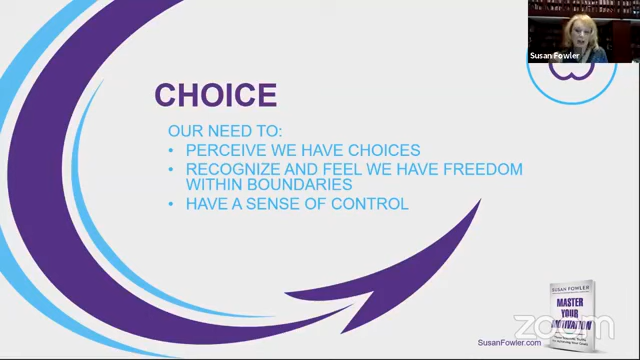 Susan Fowler
CHOICE
OUR NEED TO:
• PERCEIVE WE HAVE CHOICES
• RECOGNIZE AND FEEL WE HAVE FREEDOM
WITHIN BOUNDARIES
• HAVE A SENSE OF CONTROL
SUSAN FOWLER
MASTER
YOUR
MOTIVATION
zoom
SusanFowler.com